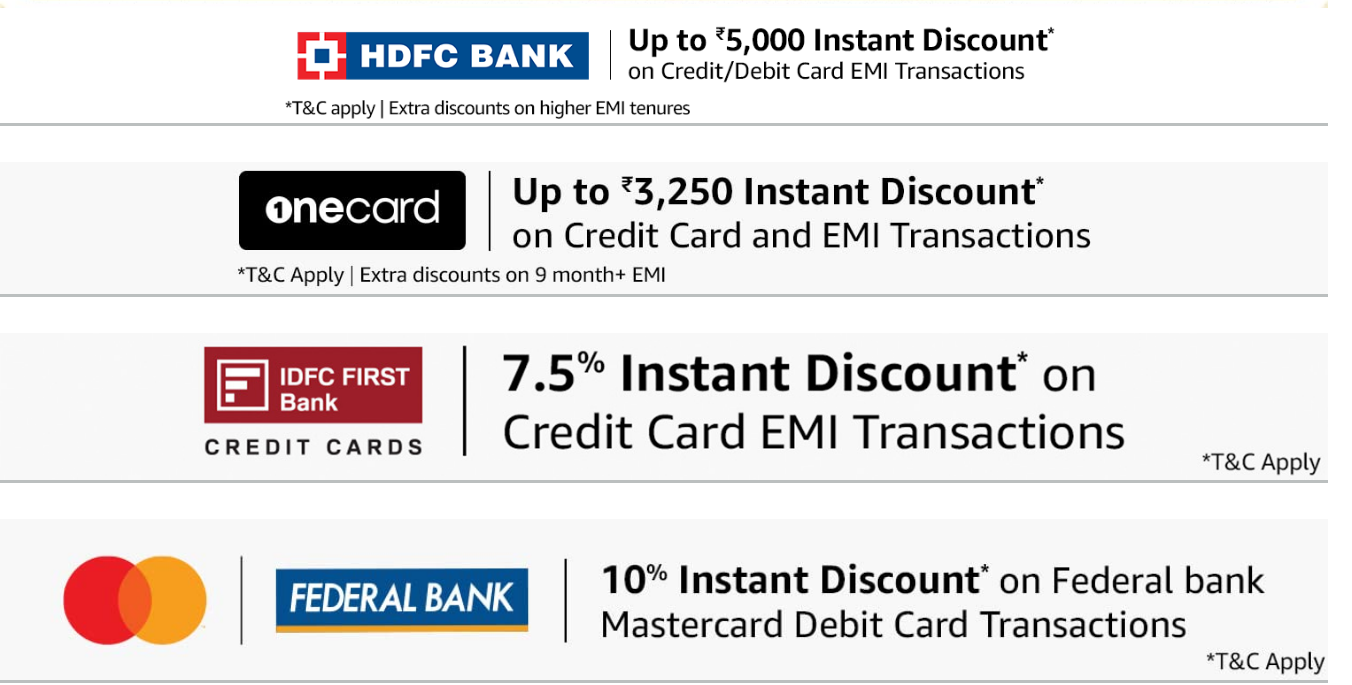 HDFC BANK
Up to ₹5,000 Instant Discount*
on Credit/Debit Card EMI Transactions
*T&C apply | Extra discounts on higher EMI tenures
onecard
Up to ₹3,250 Instant Discount*
on Credit Card and EMI Transactions
*T&C Apply | Extra discounts on 9 month+ EMI
IDFC FIRST
Bank
CREDIT CARDS
7.5% Instant Discount* on
Credit Card EMI Transactions
*T&C Apply
FEDERAL BANK
10% Instant Discount* on Federal bank
Mastercard Debit Card Transactions
*T&C Apply